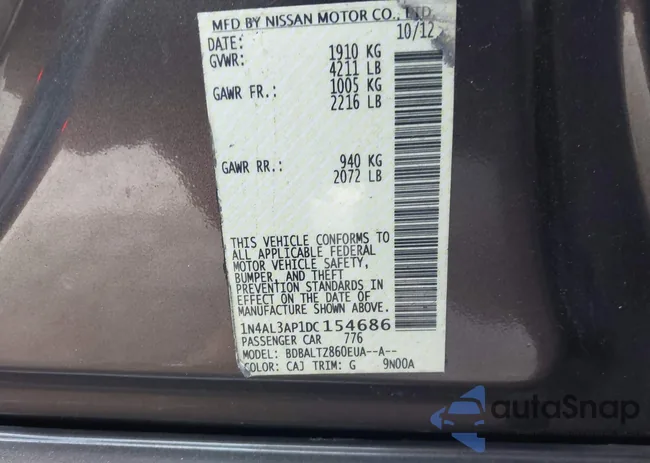 MFD BY NISSAN MOTOR CO., LTD
DATE: 10/12
GVWR: 1910 KG
4211 LB
GAWR FR.: 1005 KG
2216 LB
GAWR RR.: 940 KG
2072 LB
THIS VEHICLE CONFORMS TO
ALL APPLICABLE FEDERAL
MOTOR VEHICLE SAFETY,
BUMPER, AND THEFT
PREVENTION STANDARDS IN
EFFECT ON THE DATE OF
MANUFACTURE SHOWN ABOVE.
1N4AL3AP1DC 154686
PASSENGER CAR 776
MODEL: BDBALTZ860EUA--A--
COLOR: CAJ TRIM: G 9N00A
autoSnap